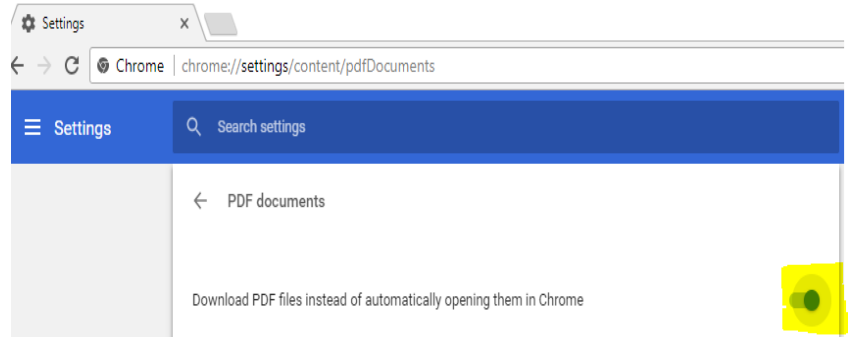 Settings
Chrome chrome://settings/content/pdfDocuments
Settings Search settings
PDF documents
Download PDF files instead of automatically opening them in Chrome